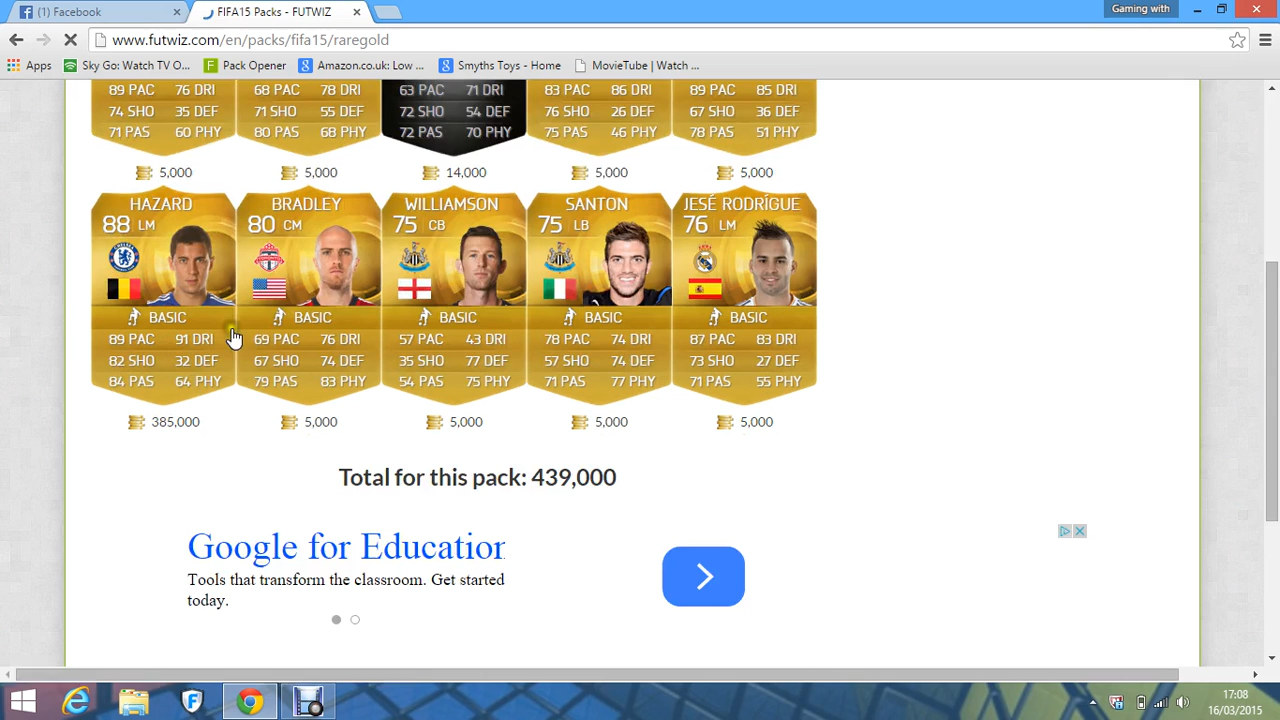 (1) Facebook
FIFA15 Packs - FUTWIZ
Gaming with
www.futwiz.com/en/packs/fifa15/raregold
Apps
Sky Go: Watch TV O...
Pack Opener
Amazon.co.uk: Low ...
Smyths Toys - Home
MovieTube | Watch ...
89 PAC 76 DRI 68 PAC 78 DRI 63 PAC 71 DRI 83 PAC 86 DRI 89 PAC 85 DRI
74 SHO 35 DEF 71 SHO 55 DEF 72 SHO 54 DEF 76 SHO 26 DEF 67 SHO 36 DEF
71 PAS 60 PHY 80 PAS 68 PHY 72 PAS 70 PHY 75 PAS 46 PHY 78 PAS 51 PHY
5,000 5,000 14,000 5,000 5,000
HAZARD BRADLEY WILLIAMSON SANTON JESÉ RODRÍGUE
88 LM 80 CM 75 CB 75 LB 76 LM
BASIC BASIC BASIC BASIC BASIC
89 PAC 91 DRI 69 PAC 76 DRI 57 PAC 43 DRI 78 PAC 74 DRI 87 PAC 83 DRI
82 SHO 32 DEF 67 SHO 74 DEF 35 SHO 77 DEF 57 SHO 74 DEF 73 SHO 27 DEF
84 PAS 64 PHY 79 PAS 83 PHY 54 PAS 75 PHY 71 PAS 77 PHY 71 PAS 55 PHY
385,000 5,000 5,000 5,000 5,000
Total for this pack: 439,000
Google for Education
Tools that transform the classroom. Get started
today.
17:08
16/03/2015